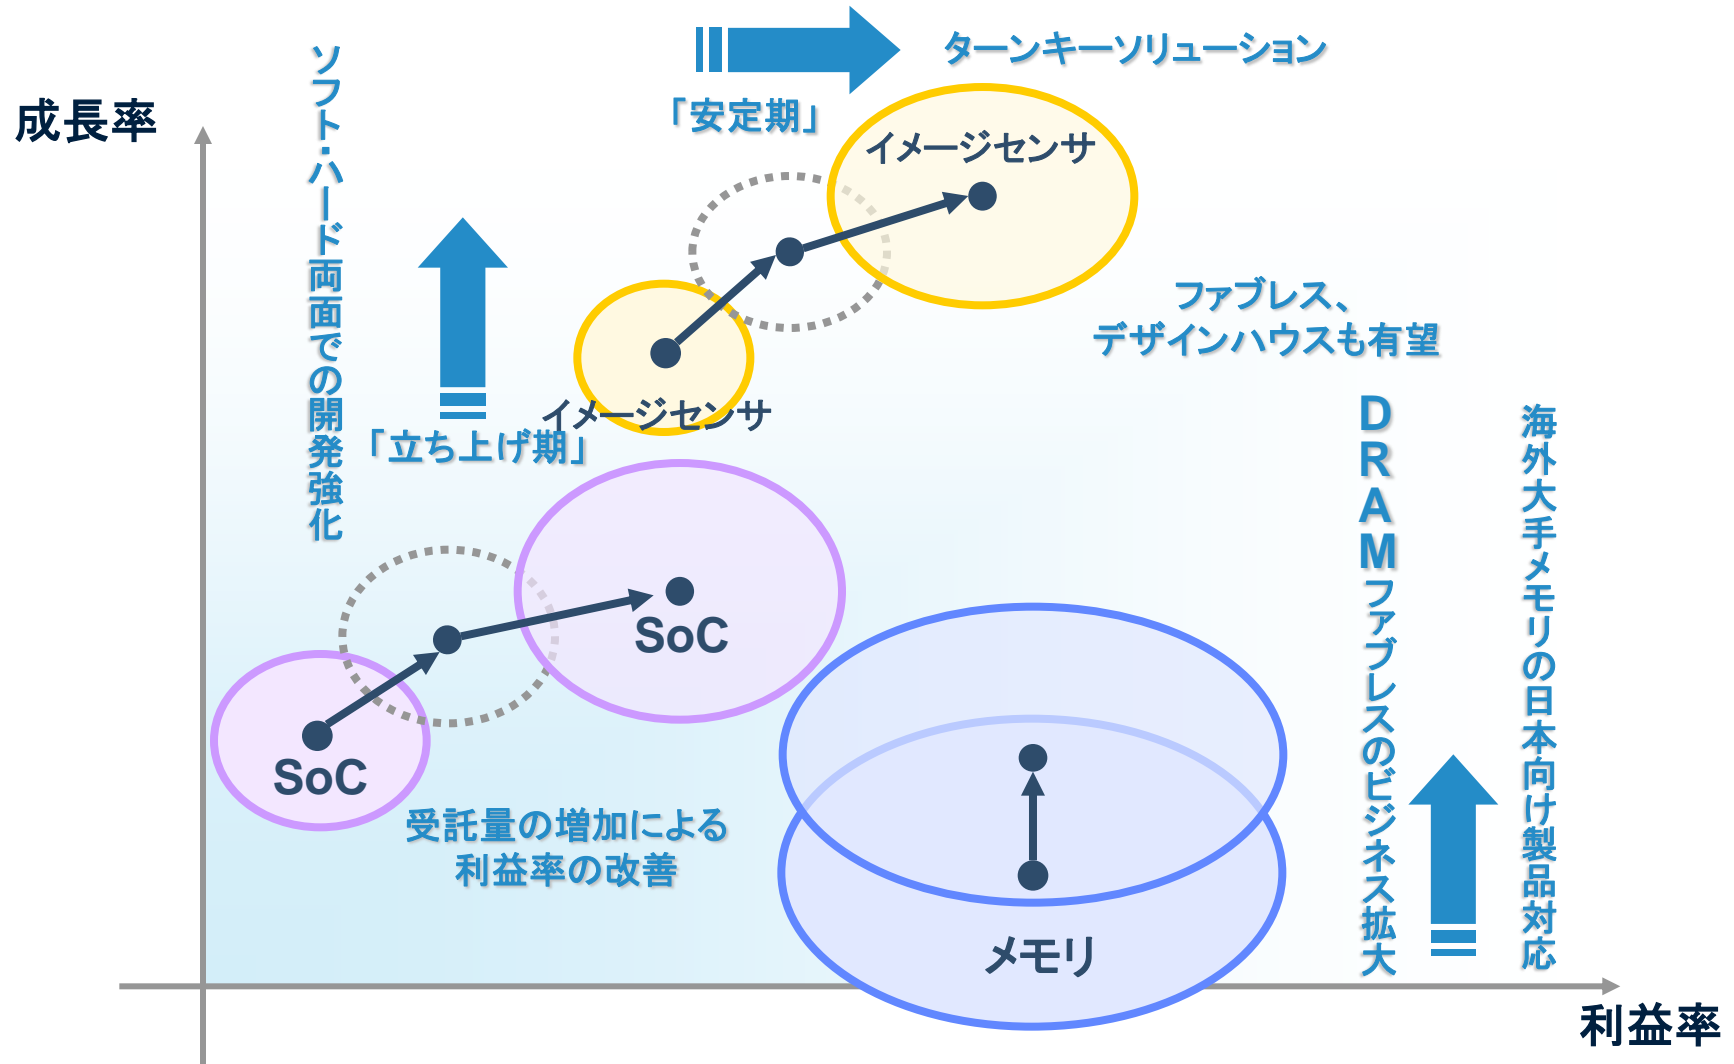 ターンキーソリューション
成長率
「安定期」
ソフト・ハード両面での開発強化
イメージセンサ
ファブレス、
デザインハウスも有望
イメージセンサ
「立ち上げ期」
DRAMファブレスのビジネス拡大
海外大手メモリの日本向け製品対応
SoC
SoC
受託量の増加による
利益率の改善
メモリ
利益率